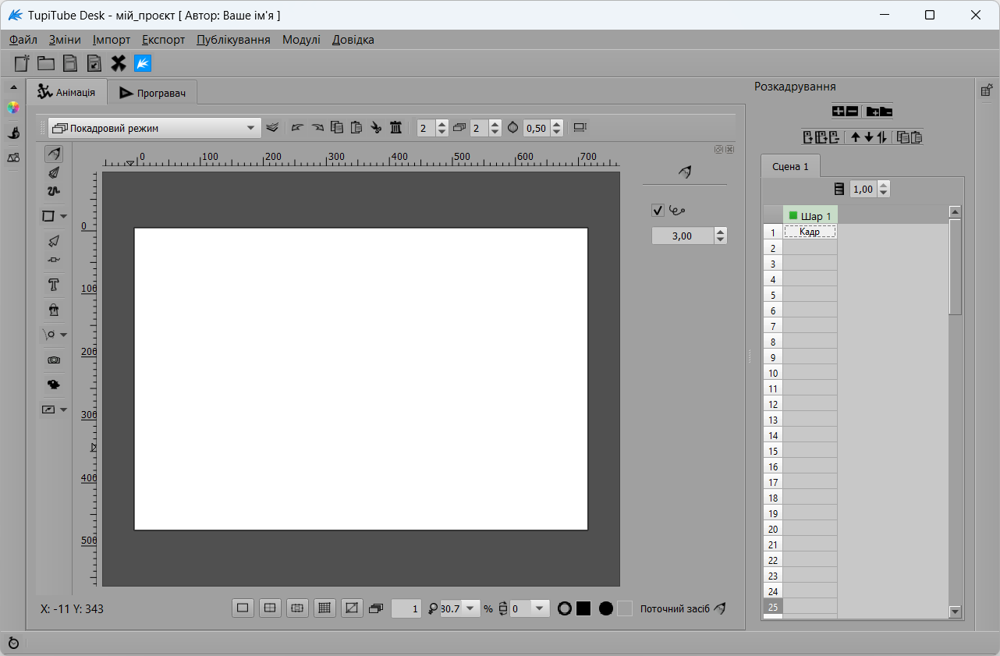 TupiTube Desk - мій_проєкт [ Автор: Ваше ім'я ]
Файл Зміни Імпорт Експорт Публікування Модулі Довідка
Анімація Програвач
Розкадрування
Покадровий режим 2 2 0,50
0 100 200 300 400 500 600 700
Сцена 1
1,00
3,00
Шар 1
1 Кадр
2
3
4
5
6
7
8
9
10
11
12
13
14
15
16
17
18
19
20
21
22
23
24
25
0
100
200
300
400
500
X: -11 Y: 343
1 80.7 % 0 Поточний засіб